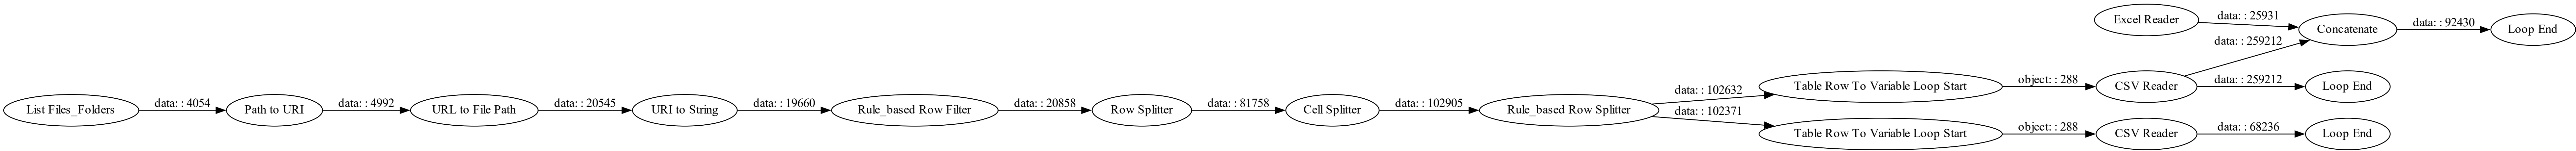 Excel Reader
data: : 25931
Concatenate
data: : 92430
Loop End
data: : 259212
List Files_Folders
data: : 4054
Path to URI
data: : 4992
URL to File Path
data: : 20545
URI to String
data: : 19660
Rule_based Row Filter
data: : 20858
Row Splitter
data: : 81758
Cell Splitter
data: : 102905
Rule_based Row Splitter
data: : 102632
Table Row To Variable Loop Start
object: : 288
CSV Reader
data: : 259212
Loop End
data: : 102371
Table Row To Variable Loop Start
object: : 288
CSV Reader
data: : 68236
Loop End